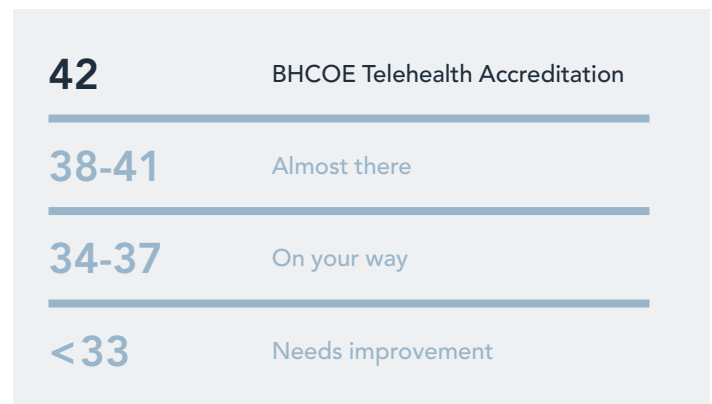 42 BHCOE Telehealth Accreditation
38-41 Almost there
34-37 On your way
<33 Needs improvement